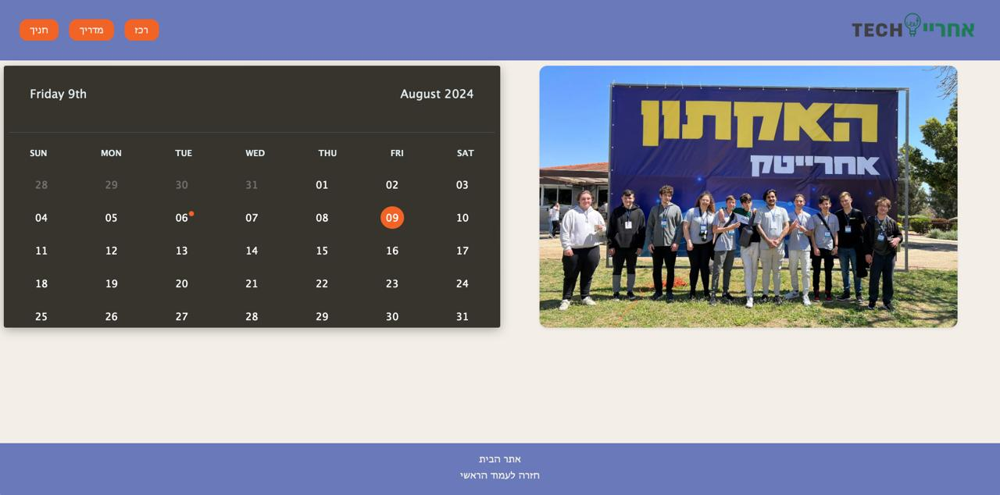 חניך
מדריך
רכז
TECH אחריי
Friday 9th
August 2024
SUN MON TUE WED THU FRI SAT
28 29 30 31 01 02 03
04 05 06 07 08 09 10
11 12 13 14 15 16 17
18 19 20 21 22 23 24
25 26 27 28 29 30 31
האקתון
אחרייטק
אתר הבית
חזרה לעמוד הראשי